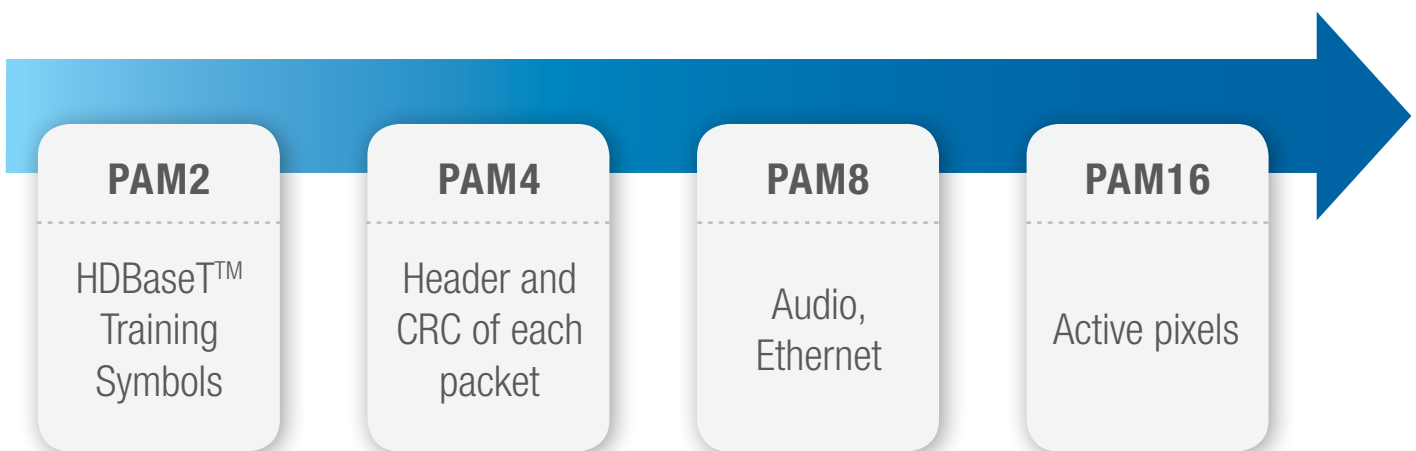 PAM2
HDBaseT™
Training
Symbols
PAM4
Header and
CRC of each
packet
PAM8
Audio,
Ethernet
PAM16
Active pixels